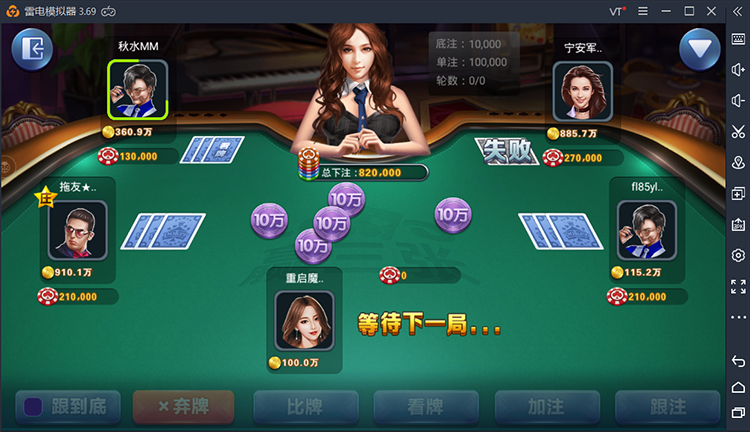 雷电模拟器 3.69
VT
秋水MM
360.9万
130,000
看牌
底注：10,000
单注：100,000
轮数：0/0
宁安军..
885.7万
270,000
失败
总下注：820,000
庄
拖友★..
910.1万
210,000
10万
10万
10万
10万
10万
fl85yl..
115.2万
210,000
0
重启魔..
100.0万
等待下一局...
跟到底
×弃牌
比牌
看牌
加注
跟注